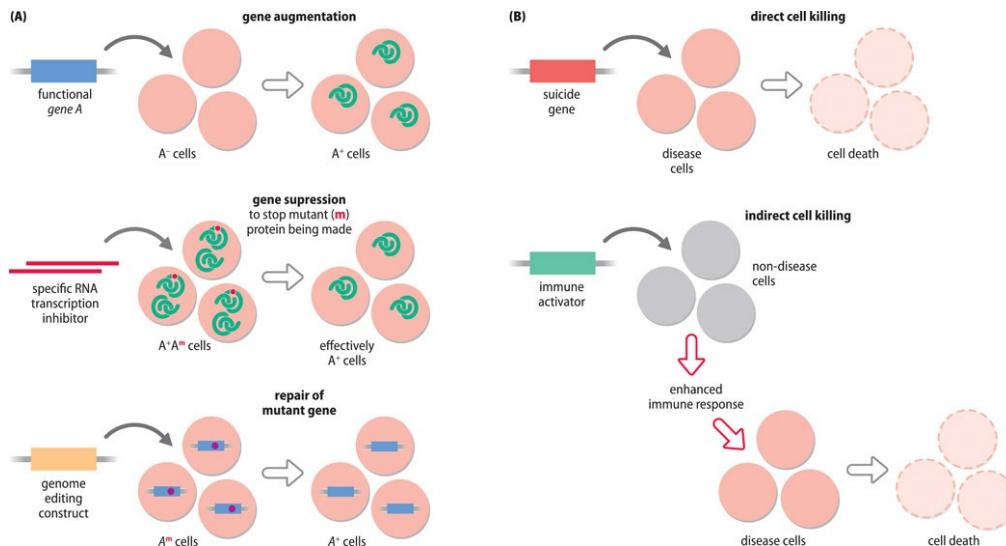 (A)
gene augmentation
functional
gene A
A⁻ cells
A⁺ cells
gene supression
to stop mutant (m)
protein being made
specific RNA
transcription
inhibitor
A⁺Aᵐ cells
effectively
A⁺ cells
repair of
mutant gene
genome
editing
construct
Aᵐ cells
A⁺ cells
(B)
direct cell killing
suicide
gene
disease
cells
cell death
indirect cell killing
immune
activator
non-disease
cells
enhanced
immune response
disease cells
cell death